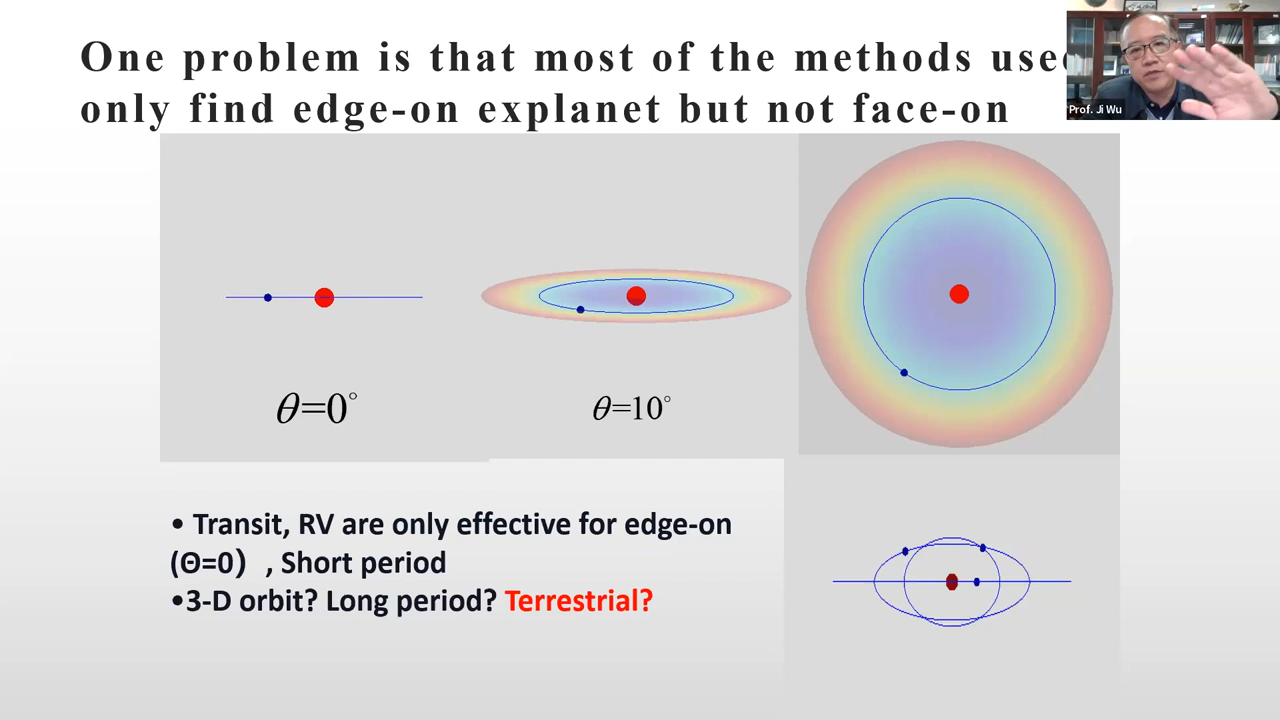 One problem is that most of the methods use
only find edge-on explanet but not face-on
Prof. Ji Wu
θ=0°
θ=10°
• Transit, RV are only effective for edge-on
(Θ=0） , Short period
•3-D orbit? Long period? Terrestrial?